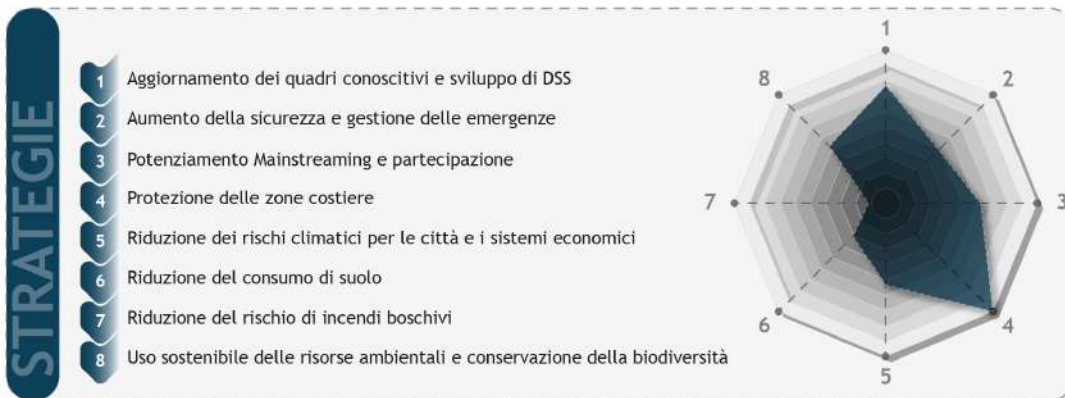 STRATEGIE
1 Aggiornamento dei quadri conoscitivi e sviluppo di DSS
2 Aumento della sicurezza e gestione delle emergenze
3 Potenziamento Mainstreaming e partecipazione
4 Protezione delle zone costiere
5 Riduzione dei rischi climatici per le città e i sistemi economici
6 Riduzione del consumo di suolo
7 Riduzione del rischio di incendi boschivi
8 Uso sostenibile delle risorse ambientali e conservazione della biodiversità
1
8
2
7
3
6
4
5